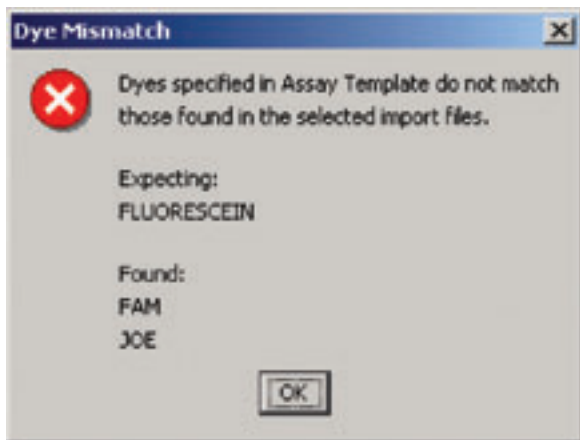 Dye Mismatch
Dyes specified in Assay Template do not match
those found in the selected import files.
Expecting:
FLUORESCEIN
Found:
FAM
JOE
OK